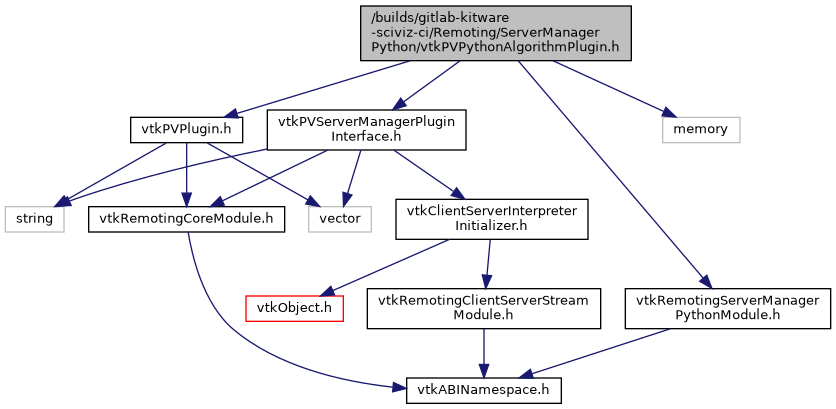 /builds/gitlab-kitware
-sciviz-ci/Remoting/ServerManager
Python/vtkPVPythonAlgorithmPlugin.h
vtkPVPlugin.h
vtkPVServerManagerPlugin
Interface.h
memory
string
vtkRemotingCoreModule.h
vector
vtkClientServerInterpreter
Initializer.h
vtkObject.h
vtkRemotingClientServerStream
Module.h
vtkRemotingServerManager
PythonModule.h
vtkABINamespace.h